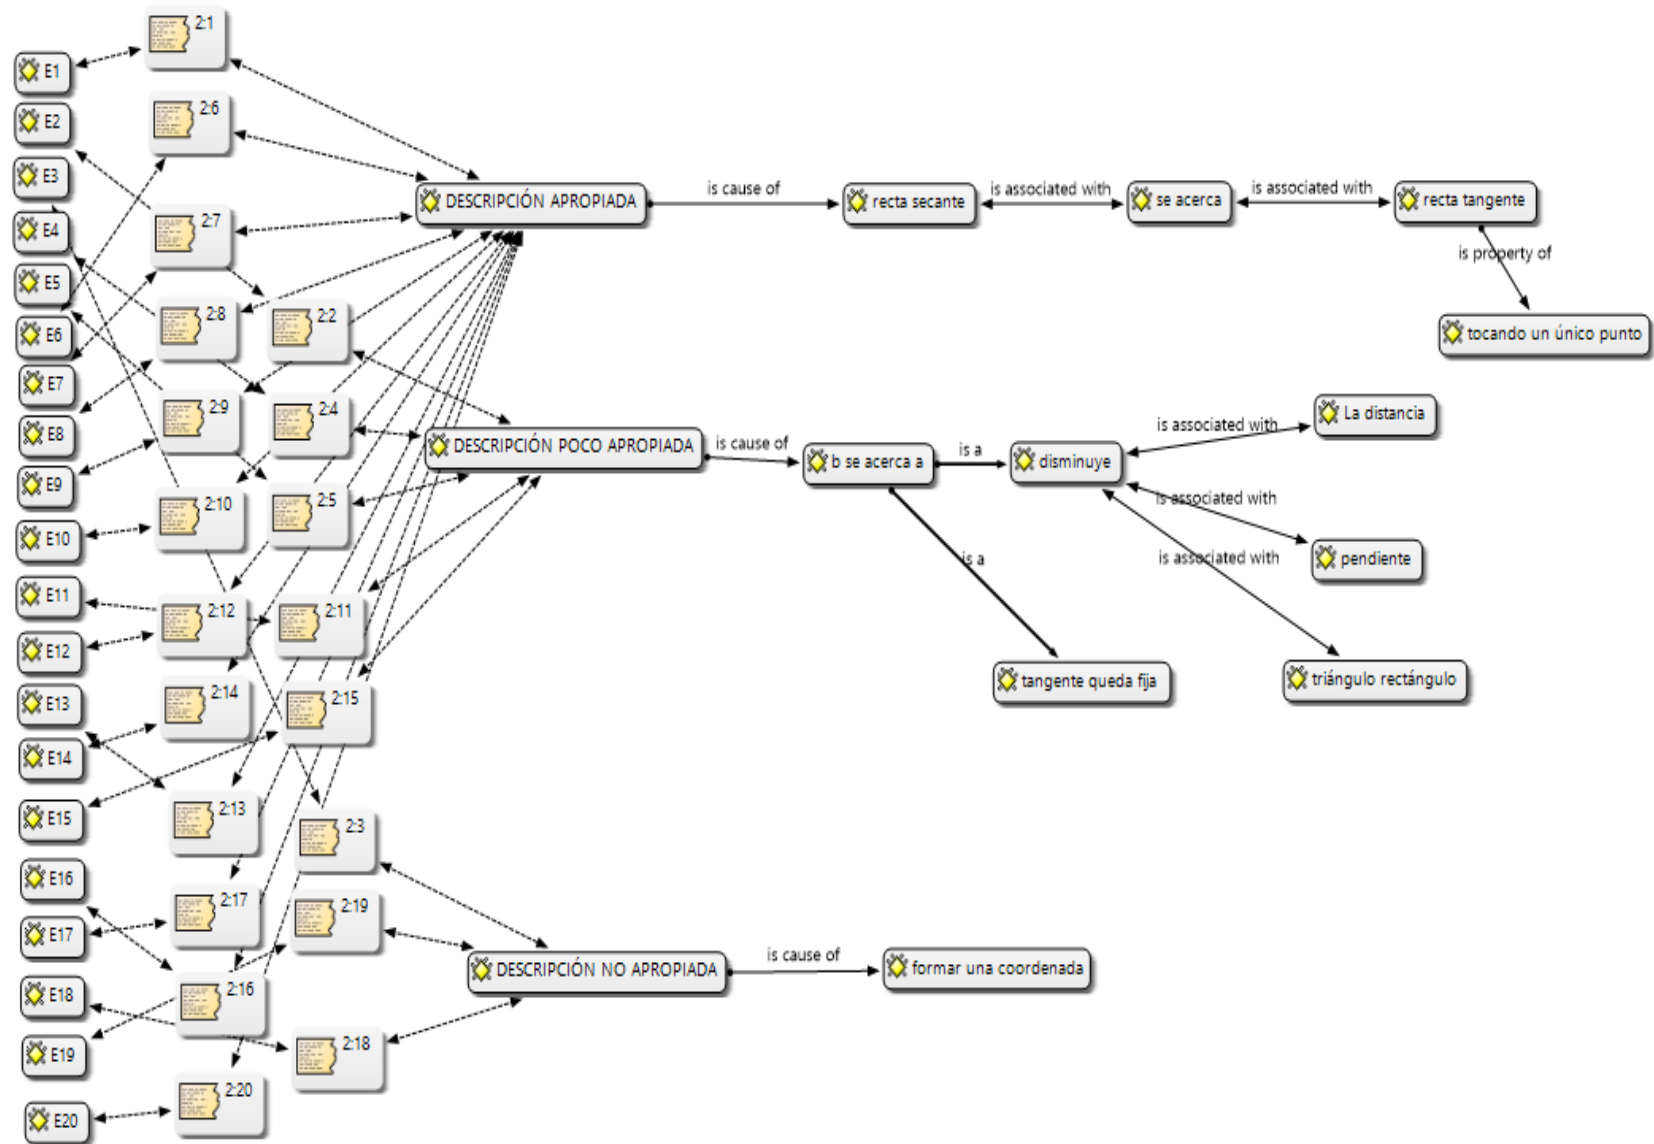 E1
E2
E3
E4
E5
E6
E7
E8
E9
E10
E11
E12
E13
E14
E15
E16
E17
E18
E19
E20
2:1
2:6
2:7
2:8
2:2
2:9
2:4
2:10
2:5
2:12
2:11
2:14
2:15
2:13
2:3
2:17
2:19
2:16
2:18
2:20
DESCRIPCIÓN APROPIADA
is cause of
recta secante
is associated with
se acerca
is associated with
recta tangente
is property of
tocando un único punto
DESCRIPCIÓN POCO APROPIADA
is cause of
b se acerca a
is a
disminuye
is associated with
La distancia
is associated with
pendiente
is associated with
triángulo rectángulo
is a
tangente queda fija
DESCRIPCIÓN NO APROPIADA
is cause of
formar una coordenada